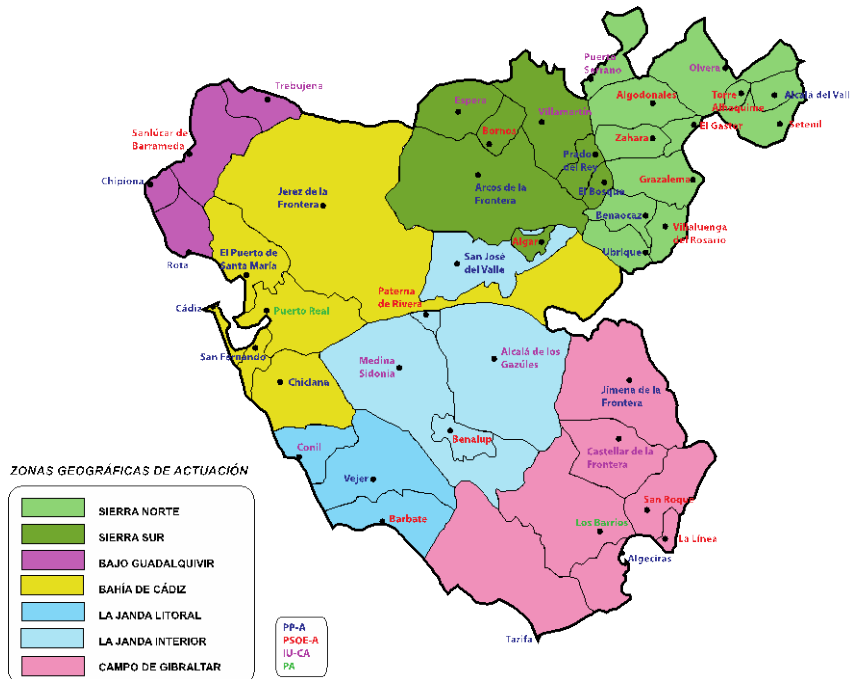 Puerto
Serrano
Olvera
Trebujena
Espera
Villamartín
Algodonales
Torre
Alhaquime
Alcalá del Vall
Sanlúcar de
Barrameda
Bornos
Zahara
El Gastor
Setenil
Prado
del Rey
Chipiona
Jerez de la
Frontera
Arcos de la
Frontera
El Bosque
Grazalema
Benaocaz
Villaluenga
del Rosario
Rota
El Puerto de
Santa María
San José
del Valle
Algar
Ubrique
Cádiz
Puerto Real
Paterna
de Rivera
San Fernando
Medina
Sidonia
Alcalá de los
Gazúles
Chiclana
Jimena de la
Frontera
Conil
Benalup
Castellar de la
Frontera
Vejer
San Roque
Barbate
Los Barrios
La Línea
Algeciras
Tarifa
ZONAS GEOGRÁFICAS DE ACTUACIÓN
SIERRA NORTE
SIERRA SUR
BAJO GUADALQUIVIR
BAHÍA DE CÁDIZ
LA JANDA LITORAL
LA JANDA INTERIOR
CAMPO DE GIBRALTAR
PP-A
PSOE-A
IU-CA
PA